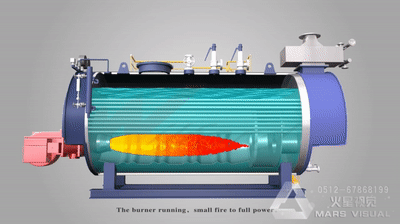 0512-67868199
火星视觉
MARS VISUAL
The burner running, small fire to full power